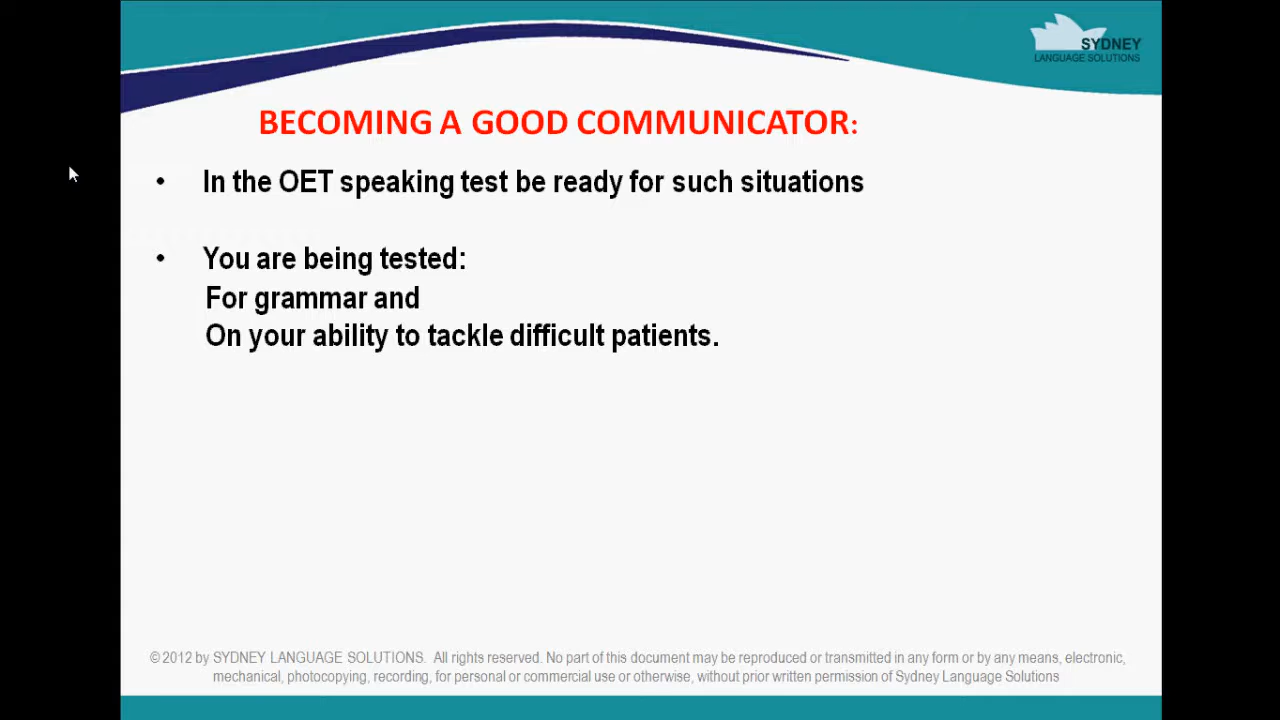 SYDNEY
LANGUAGE SOLUTIONS
BECOMING A GOOD COMMUNICATOR:
• In the OET speaking test be ready for such situations
• You are being tested:
For grammar and
On your ability to tackle difficult patients.
© 2012 by SYDNEY LANGUAGE SOLUTIONS. All rights reserved. No part of this document may be reproduced or transmitted in any form or by any means, electronic,
mechanical, photocopying, recording, for personal or commercial use or otherwise, without prior written permission of Sydney Language Solutions